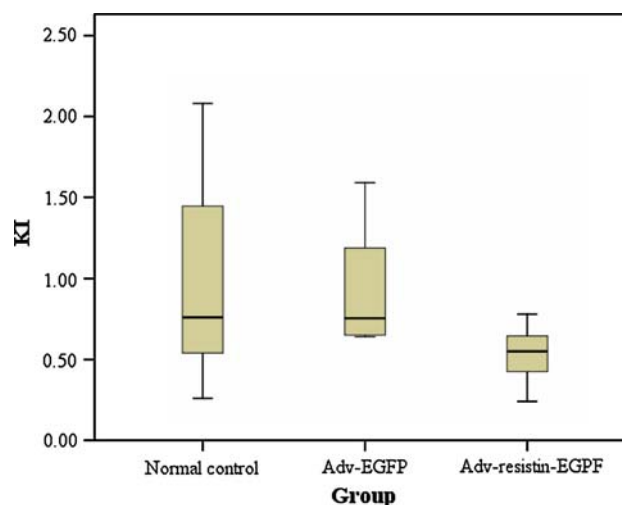 2.50
2.00
1.50
1.00
0.50
0.00
KI
Normal control
Adv-EGFP
Adv-resistin-EGPF
Group